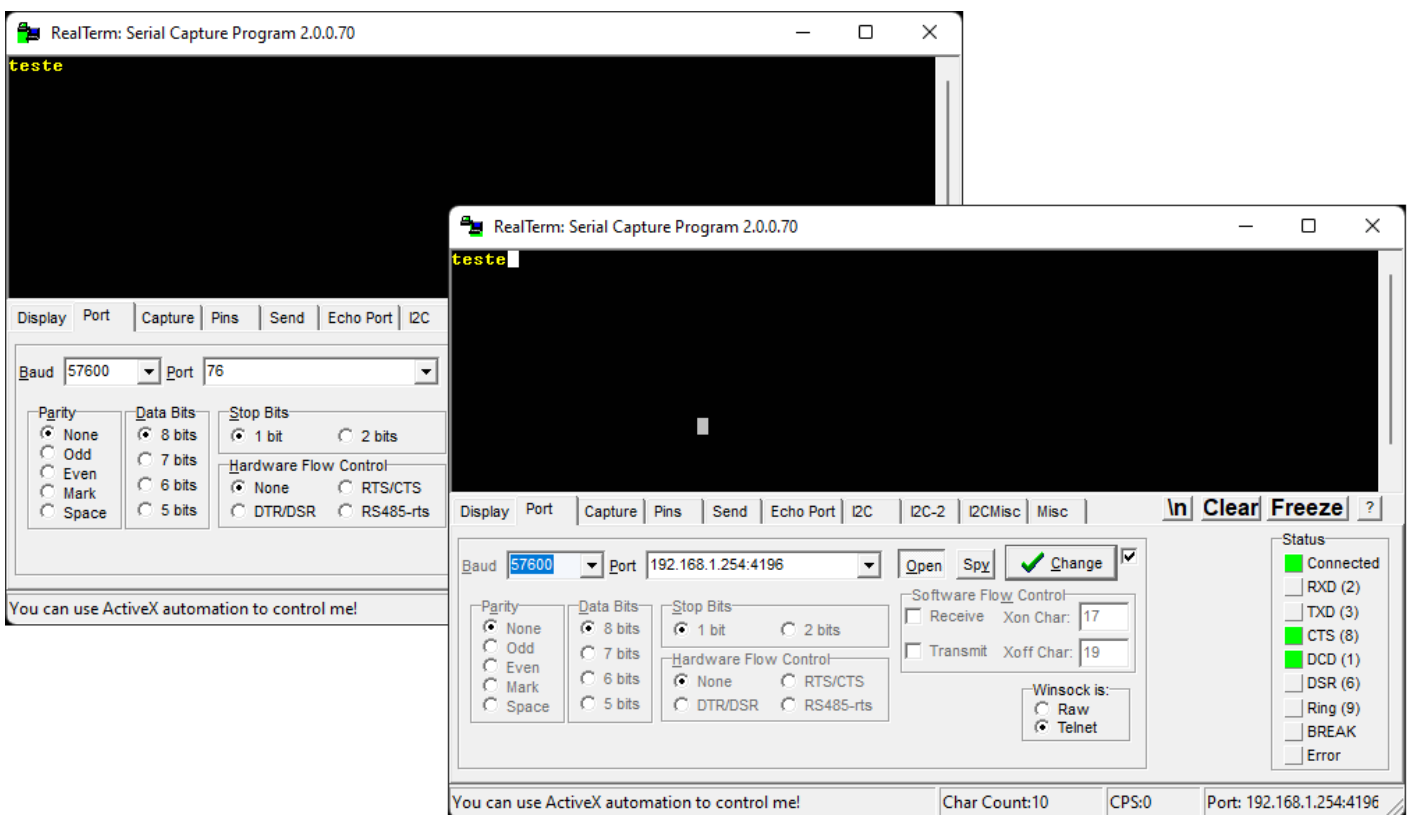 RealTerm: Serial Capture Program 2.0.0.70
teste
Display Port Capture Pins Send Echo Port I2C
Baud 57600 Port 76
Parity Data Bits Stop Bits
None 8 bits 1 bit 2 bits
Odd 7 bits Hardware Flow Control
Even
Mark 6 bits None RTS/CTS
Space 5 bits DTR/DSR RS485-rts
You can use ActiveX automation to control me!
RealTerm: Serial Capture Program 2.0.0.70
teste
Display Port Capture Pins Send Echo Port I2C I2C-2 I2CMisc Misc \n Clear Freeze ?
Baud 57600 Port 192.168.1.254:4196 Open Spy Change
Parity Data Bits Stop Bits
None 8 bits 1 bit 2 bits
Odd 7 bits Hardware Flow Control
Even
Mark 6 bits None RTS/CTS
Space 5 bits DTR/DSR RS485-rts
Software Flow Control
Receive Xon Char: 17
Transmit Xoff Char: 19
Winsock is:
Raw
Telnet
Status
Connected
RXD (2)
TXD (3)
CTS (8)
DCD (1)
DSR (6)
Ring (9)
BREAK
Error
You can use ActiveX automation to control me! Char Count:10 CPS:0 Port: 192.168.1.254:4196